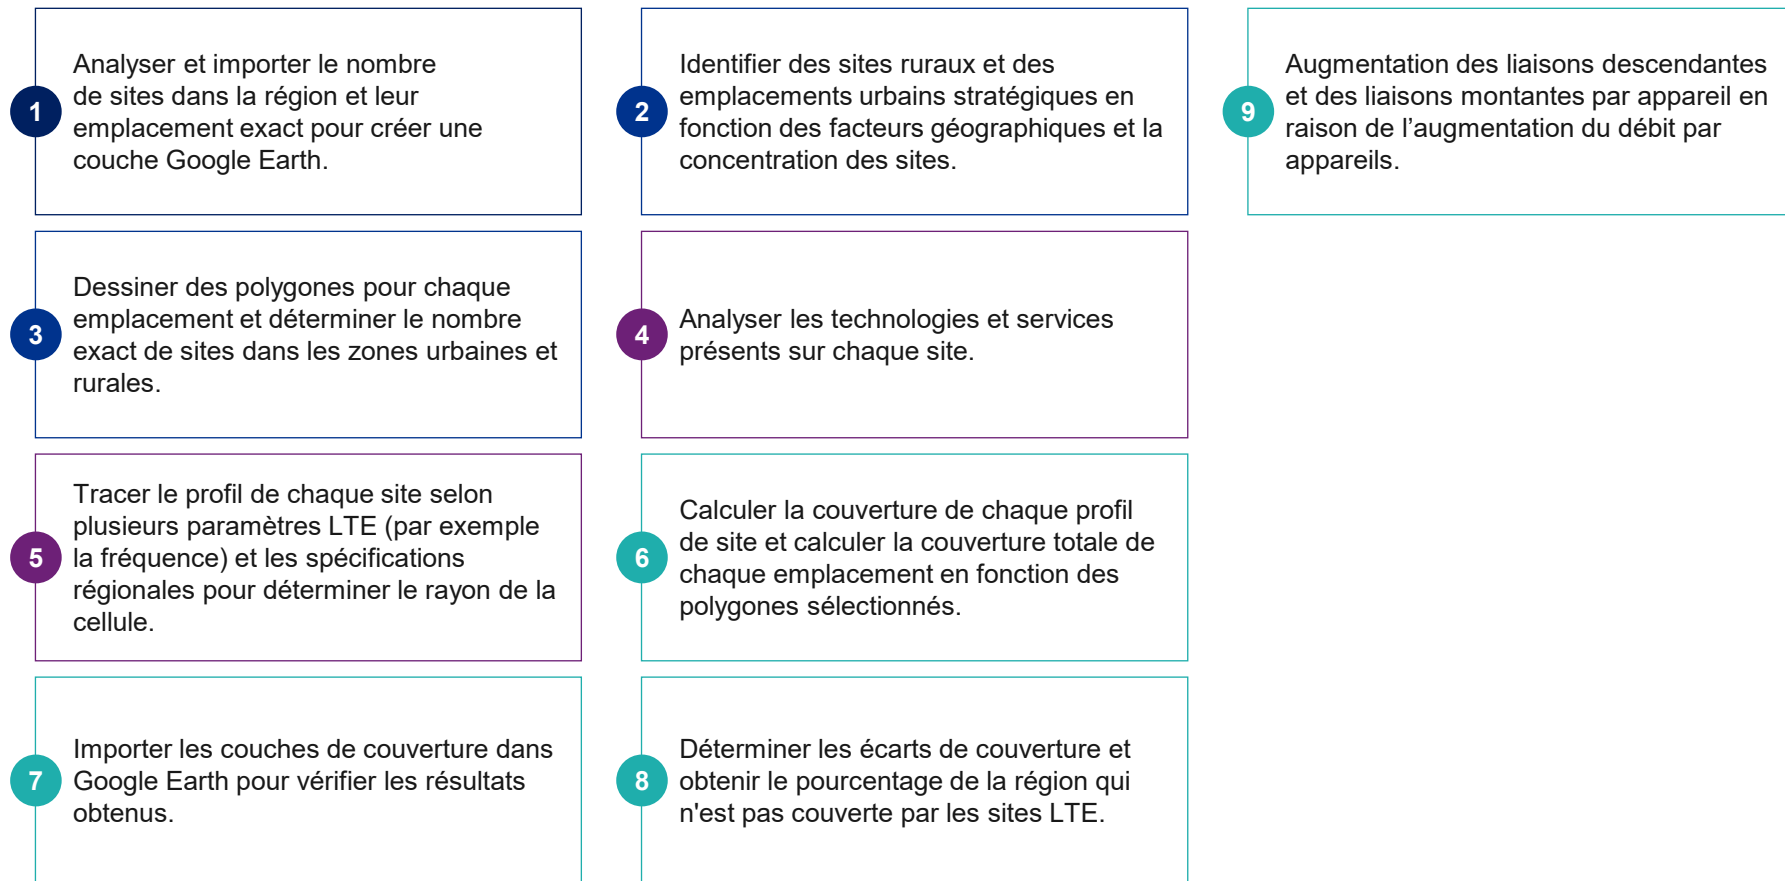 1
Analyser et importer le nombre
de sites dans la région et leur
emplacement exact pour créer une
couche Google Earth.
2
Identifier des sites ruraux et des
emplacements urbains stratégiques en
fonction des facteurs géographiques et la
concentration des sites.
3
Dessiner des polygones pour chaque
emplacement et déterminer le nombre
exact de sites dans les zones urbaines et
rurales.
4
Analyser les technologies et services
présents sur chaque site.
5
Tracer le profil de chaque site selon
plusieurs paramètres LTE (par exemple
la fréquence) et les spécifications
régionales pour déterminer le rayon de la
cellule.
6
Calculer la couverture de chaque profil
de site et calculer la couverture totale de
chaque emplacement en fonction des
polygones sélectionnés.
7
Importer les couches de couverture dans
Google Earth pour vérifier les résultats
obtenus.
8
Déterminer les écarts de couverture et
obtenir le pourcentage de la région qui
n'est pas couverte par les sites LTE.
9
Augmentation des liaisons descendantes
et des liaisons montantes par appareil en
raison de l’augmentation du débit par
appareils.